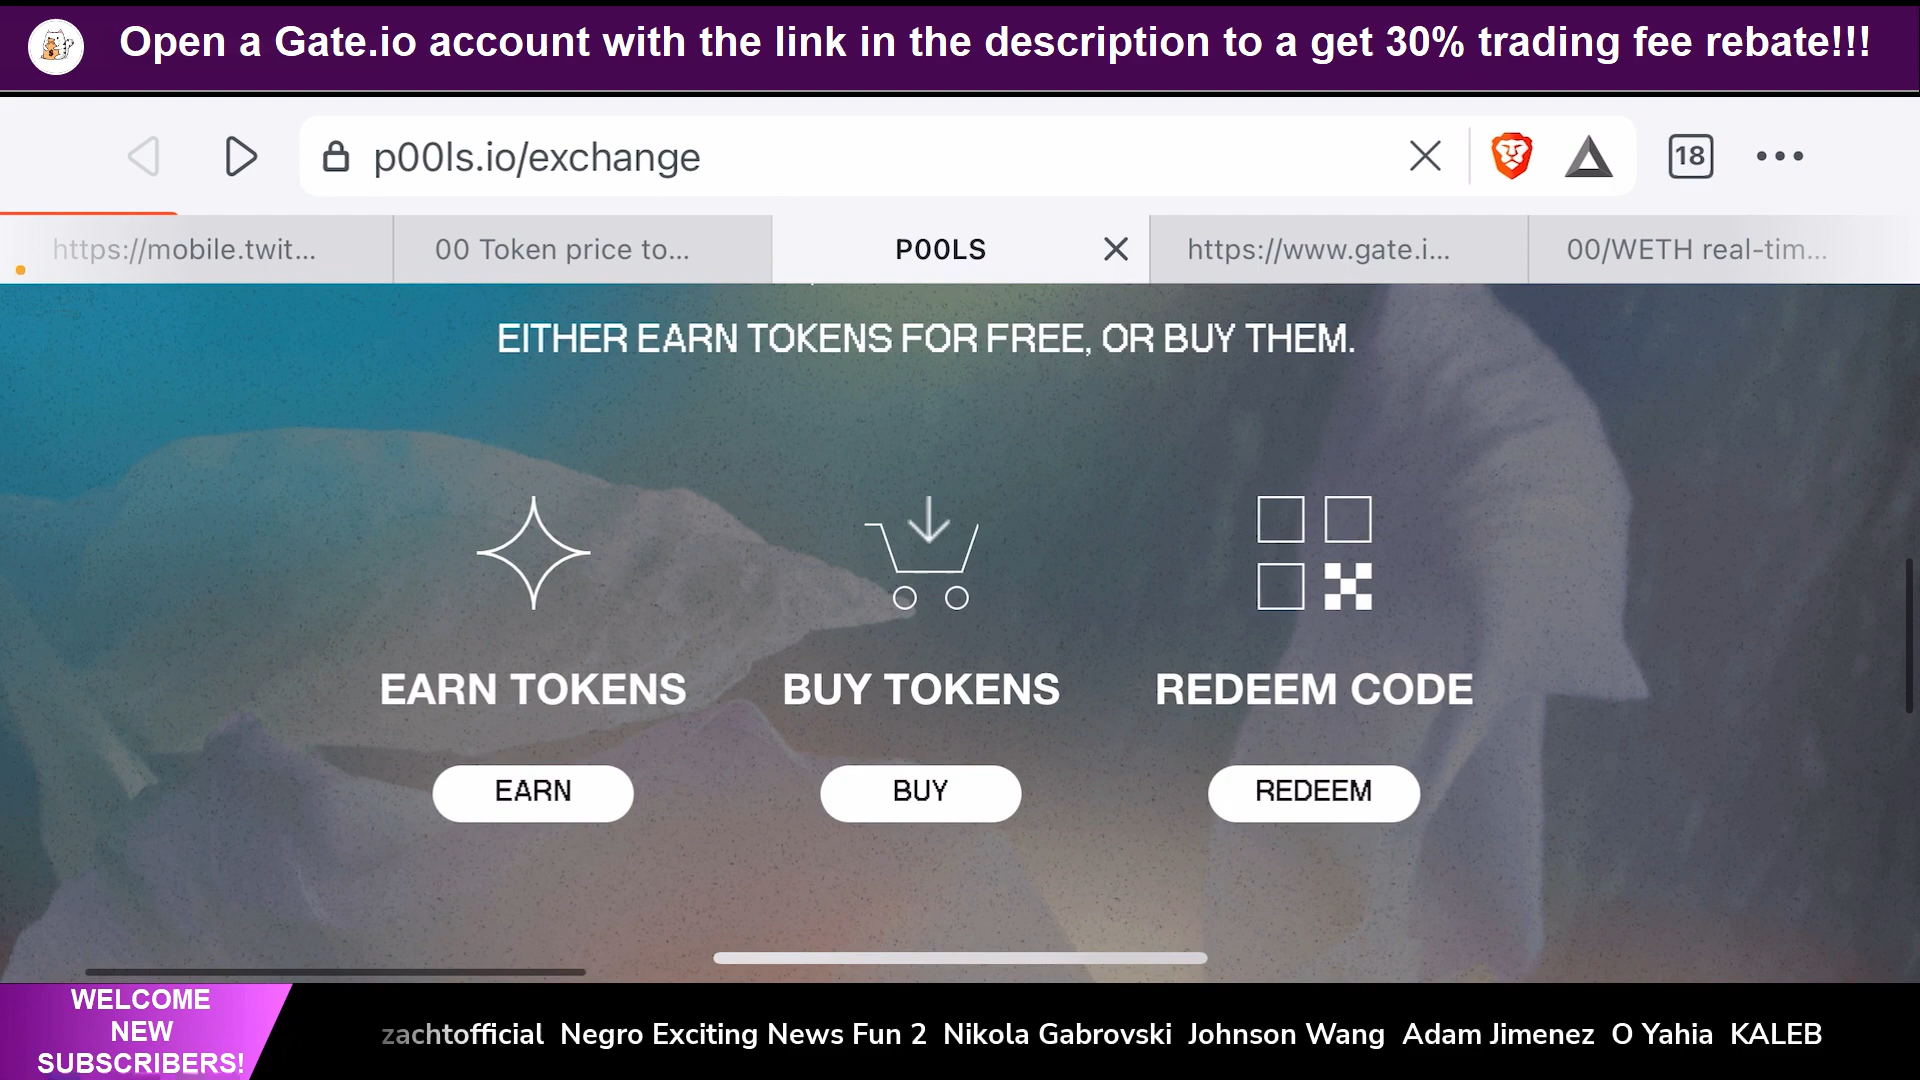 Open a Gate.io account with the link in the description to a get 30% trading fee rebate!!!
p00ls.io/exchange
18
https://mobile.twit...
00 Token price to...
P00LS
https://www.gate.i...
00/WETH real-tim...
EITHER EARN TOKENS FOR FREE, OR BUY THEM.
EARN TOKENS
BUY TOKENS
REDEEM CODE
EARN
BUY
REDEEM
WELCOME
NEW
SUBSCRIBERS!
zachtofficial Negro Exciting News Fun 2 Nikola Gabrovski Johnson Wang Adam Jimenez O Yahia KALEB